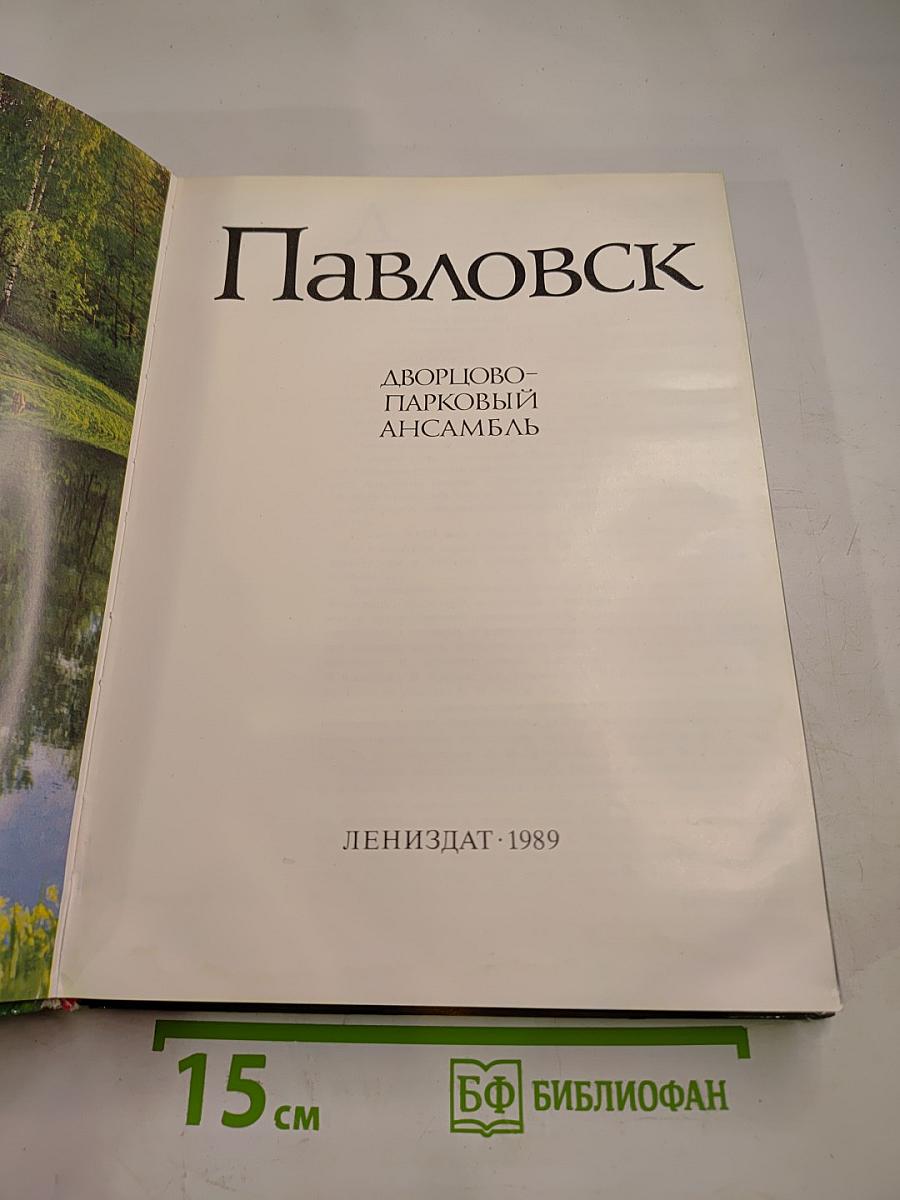 Павловск
ДВОРЦОВО-
ПАРКОВЫЙ
АНСАМБЛЬ
ЛЕНИЗДАТ · 1989
15 см
БФ БИБЛИОФАН